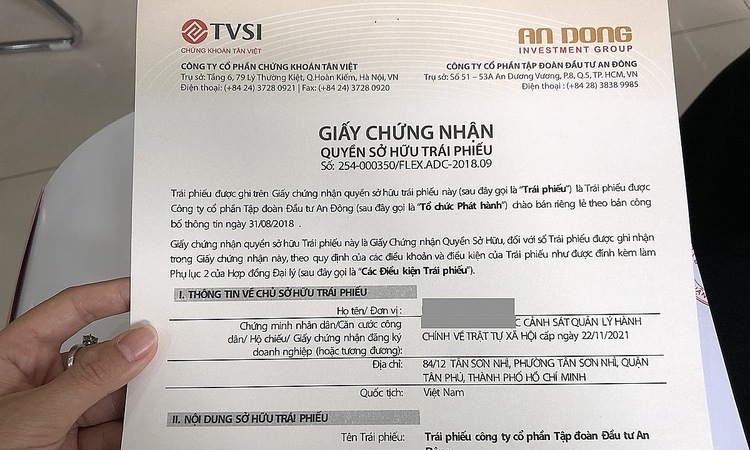 TVSI
CHỨNG KHOÁN TÂN VIỆT
CÔNG TY CỔ PHẦN CHỨNG KHOÁN TÂN VIỆT
Trụ sở: Tầng 6, 79 Lý Thường Kiệt, Q.Hoàn Kiếm, Hà Nội, VN
Điện thoại: (+84 24) 3728 0921 | Fax: (+84 24) 3728 0920
AN DONG
INVESTMENT GROUP
CÔNG TY CỔ PHẦN TẬP ĐOÀN ĐẦU TƯ AN ĐÔNG
Trụ sở: Số 51 – 53A An Dương Vương, P.8, Q.5, TP. HCM, VN
Điện thoại : (+84 28) 3838 9985
GIẤY CHỨNG NHẬN
QUYỀN SỞ HỮU TRÁI PHIẾU
Số: 254-000350/FLEX.ADC-2018.09
Trái phiếu được ghi trên Giấy chứng nhận quyền sở hữu trái phiếu này (sau đây gọi là “Trái phiếu”) là Trái phiếu được
Công ty cổ phần Tập đoàn Đầu tư An Đông (sau đây gọi là “Tổ chức Phát hành”) chào bán riêng lẻ theo bản công
bố thông tin ngày 31/08/2018 .
Giấy chứng nhận quyền sở hữu Trái phiếu này là Giấy Chứng Nhận Quyền Sở Hữu, đối với số Trái phiếu được ghi nhận
trong Giấy chứng nhận này, theo quy định của các điều khoản và điều kiện của Trái phiếu như được đính kèm làm
Phụ lục 2 của Hợp đồng Đại lý (sau đây gọi là “Các Điều kiện Trái phiếu”).
I. THÔNG TIN VỀ CHỦ SỞ HỮU TRÁI PHIẾU
Họ tên/ Đơn vị:
Chứng minh nhân dân/Căn cước công
dân/ Hộ chiếu/ Giấy chứng nhận đăng ký
doanh nghiệp (hoặc tương đương):
C CẢNH SÁT QUẢN LÝ HÀNH
CHÍNH VỀ TRẬT TỰ XÃ HỘI cấp ngày 22/11/2021
Địa chỉ: 84/12 TÂN SƠN NHÌ, PHƯỜNG TÂN SƠN NHÌ, QUẬN
TÂN PHÚ, THÀNH PHỐ HỒ CHÍ MINH
Quốc tịch: Việt Nam
II. NỘI DUNG SỞ HỮU TRÁI PHIẾU
Tên Trái phiếu: Trái phiếu công ty cổ phần Tập đoàn Đầu tư An